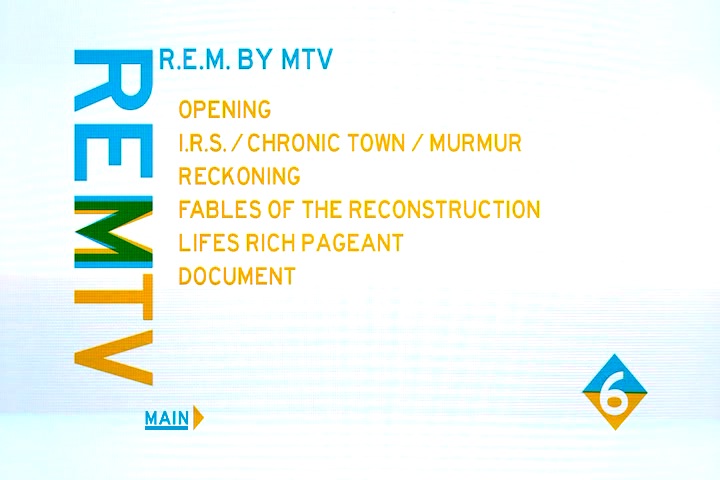 REMTV
R.E.M. BY MTV
OPENING
I.R.S. / CHRONIC TOWN / MURMUR
RECKONING
FABLES OF THE RECONSTRUCTION
LIFES RICH PAGEANT
DOCUMENT
MAIN
6